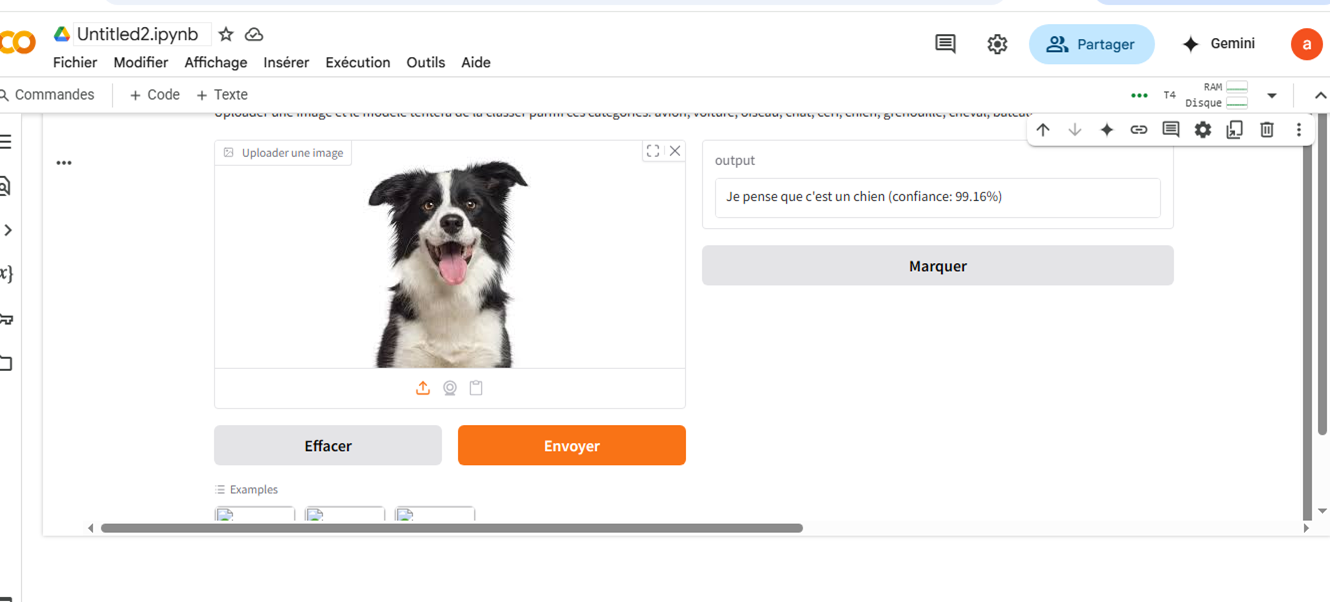 Untitled2.ipynb
Fichier Modifier Affichage Insérer Exécution Outils Aide
Partager
Gemini
a
Commandes + Code + Texte
T4
RAM
Disque
Uploader une image et le modèle tentera de la classer parmi ces catégories: avion, voiture, oiseau, chat, cerf, chien, grenouille, cheval,
Uploader une image
output
Je pense que c'est un chien (confiance: 99.16%)
Marquer
Effacer
Envoyer
Examples